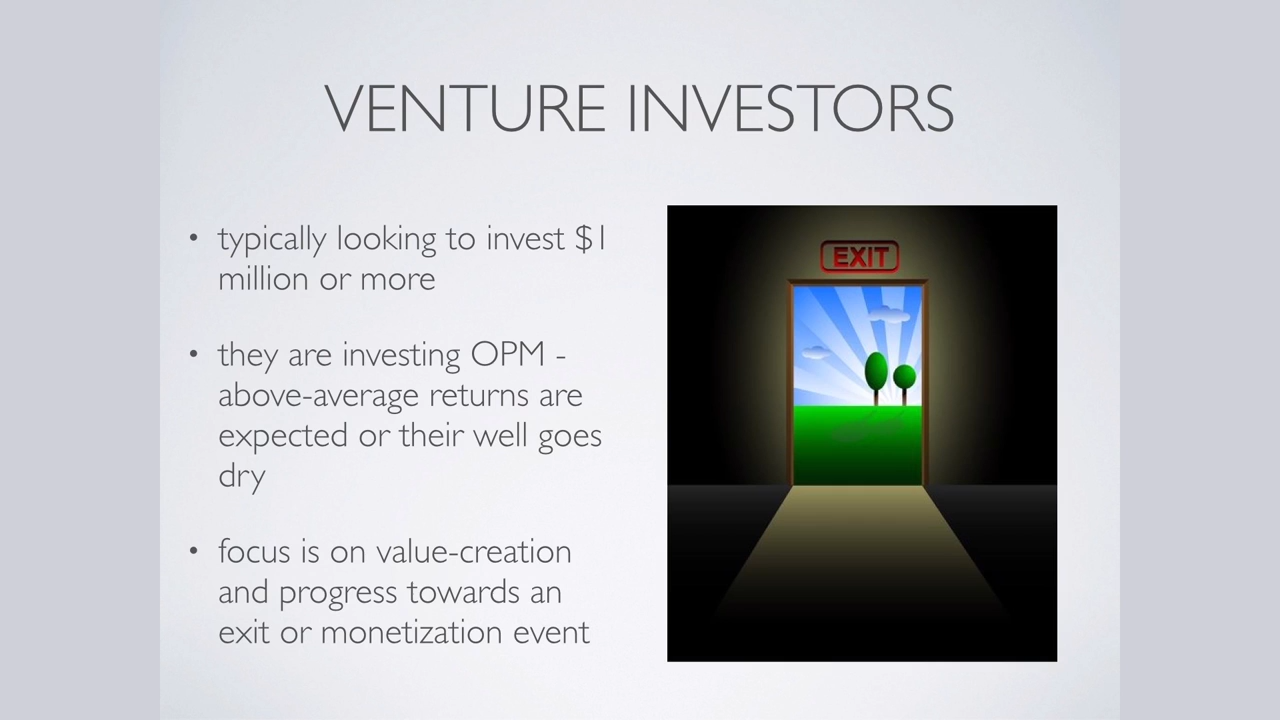 VENTURE INVESTORS
• typically looking to invest $1
million or more
• they are investing OPM -
above-average returns are
expected or their well goes
dry
• focus is on value-creation
and progress towards an
exit or monetization event
EXIT